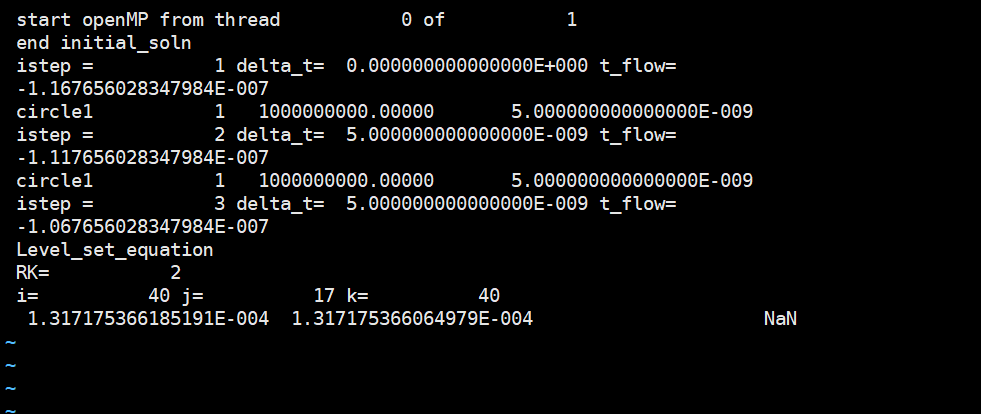 start openMP from thread           0 of           1
end initial_soln
istep =           1 delta_t=  0.000000000000000E+000 t_flow=
-1.167656028347984E-007
circle1           1   1000000000.00000       5.000000000000000E-009
istep =           2 delta_t=  5.000000000000000E-009 t_flow=
-1.117656028347984E-007
circle1           1   1000000000.00000       5.000000000000000E-009
istep =           3 delta_t=  5.000000000000000E-009 t_flow=
-1.067656028347984E-007
Level_set_equation
RK=           2
i=          40 j=          17 k=          40
 1.317175366185191E-004  1.317175366064979E-004                     NaN
~
~
~
~